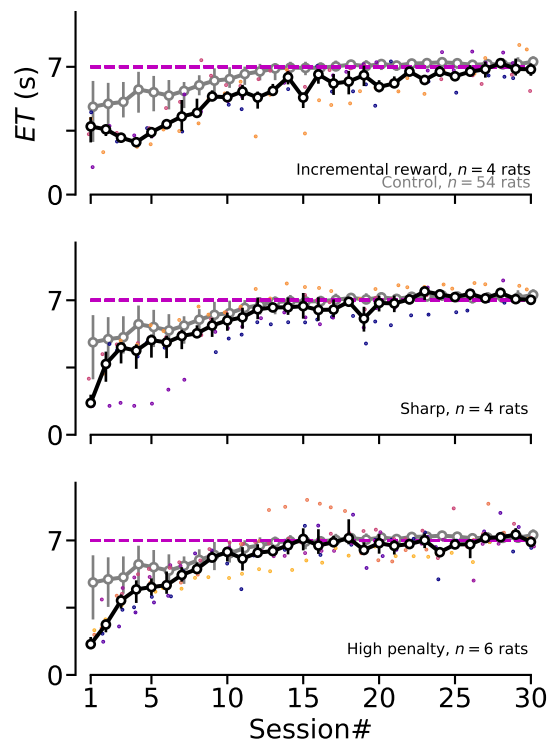 ET (s)
7
0
Incremental reward, n = 4 rats
Control, n = 54 rats
7
0
Sharp, n = 4 rats
7
0
High penalty, n = 6 rats
1 5 10 15 20 25 30
Session#